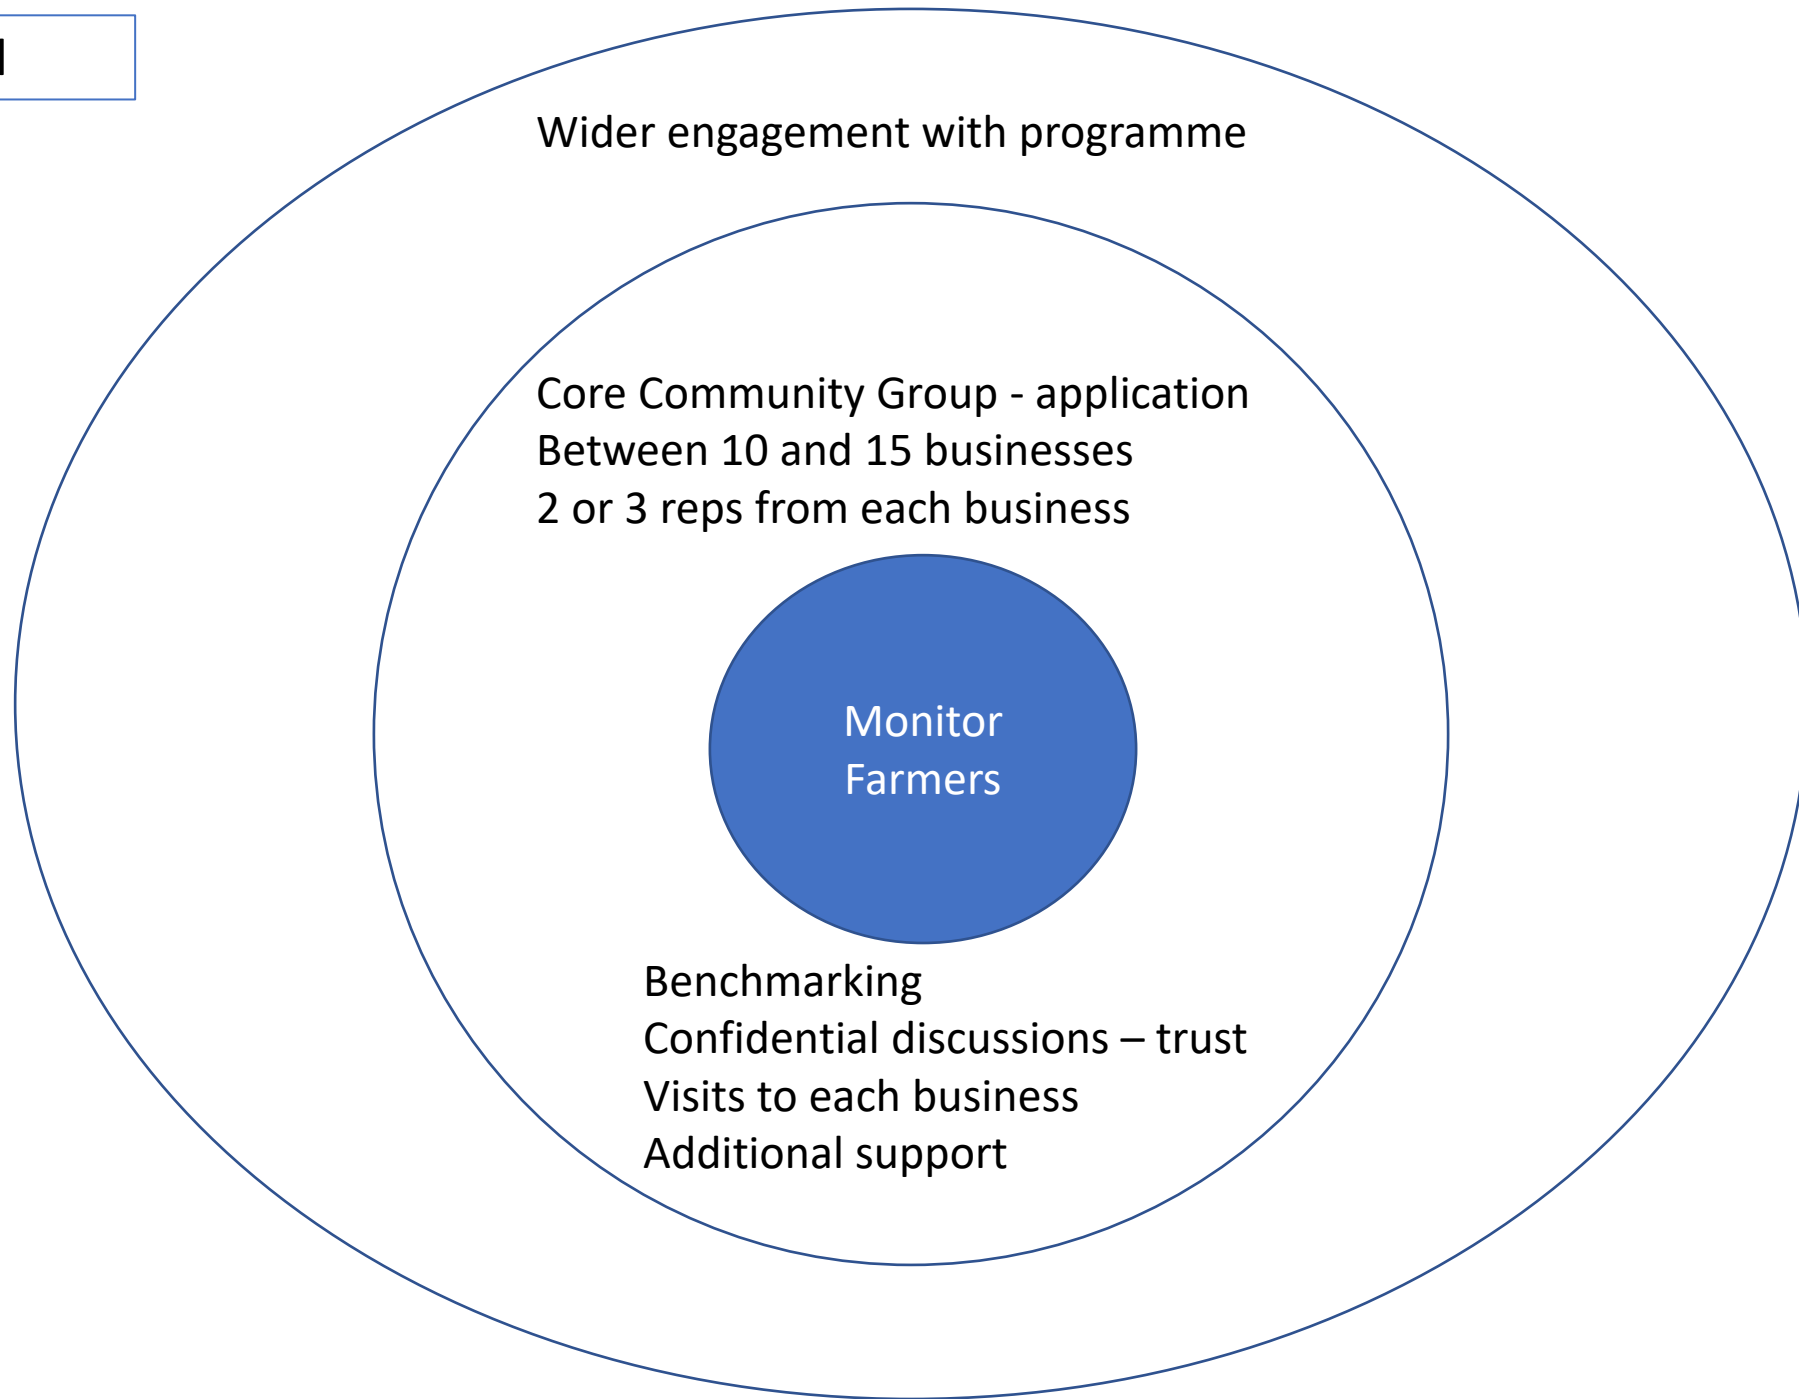 Wider engagement with programme
Core Community Group - application
Between 10 and 15 businesses
2 or 3 reps from each business
Monitor
Farmers
Benchmarking
Confidential discussions – trust
Visits to each business
Additional support